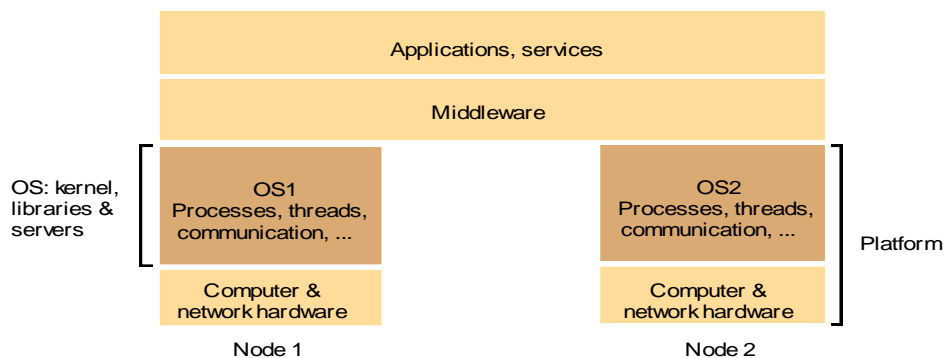 Applications, services
Middleware
OS: kernel,
libraries &
servers
OS1
Processes, threads,
communication, ...
OS2
Processes, threads,
communication, ...
Platform
Computer &
network hardware
Computer &
network hardware
Node 1
Node 2